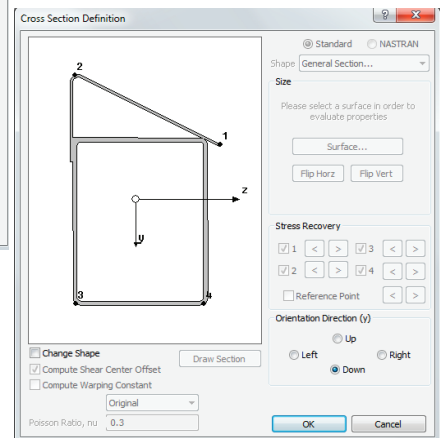 Cross Section Definition
Standard NASTRAN
Shape General Section...
Size
Please select a surface in order to
evaluate properties
Surface...
Flip Horz Flip Vert
2
1
z
y
3
4
Stress Recovery
1 < > 3 < >
2 < > 4 < >
Reference Point < >
Orientation Direction (y)
Up
Left Right
Down
Change Shape
Draw Section
Compute Shear Center Offset
Compute Warping Constant
Original
Poisson Ratio, nu 0.3
OK Cancel